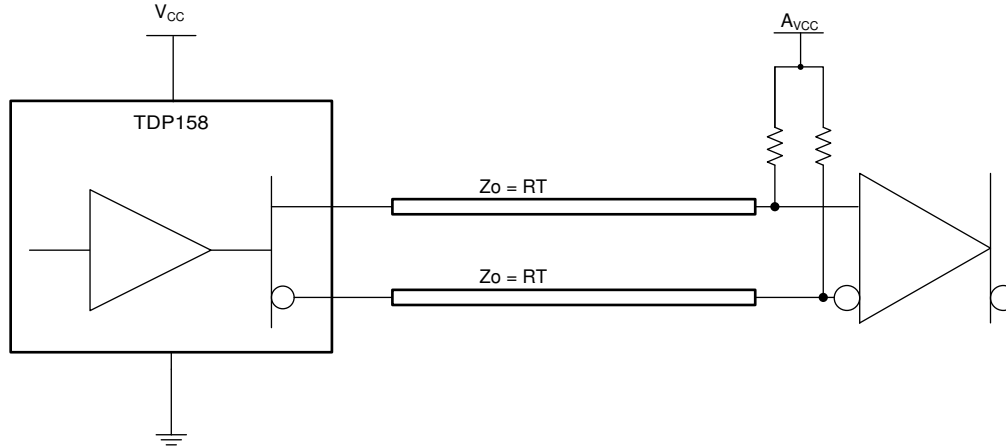 VCC
AVCC
TDP158
Zo = RT
Zo = RT